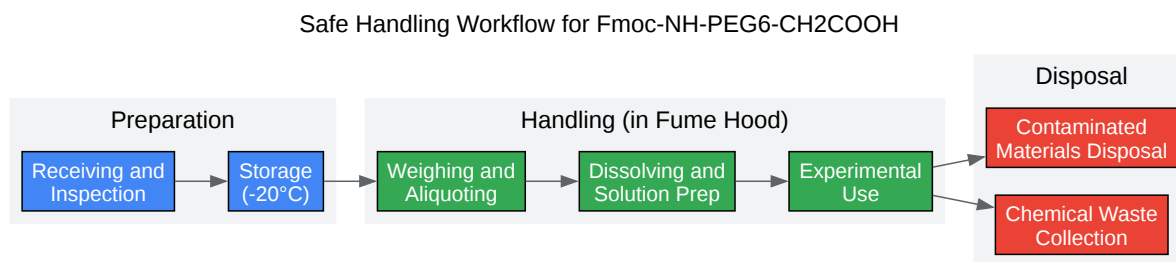 Safe Handling Workflow for Fmoc-NH-PEG6-CH2COOH
Preparation
Receiving and
Inspection
Storage
(-20°C)
Handling (in Fume Hood)
Weighing and
Aliquoting
Dissolving and
Solution Prep
Experimental
Use
Disposal
Contaminated
Materials Disposal
Chemical Waste
Collection